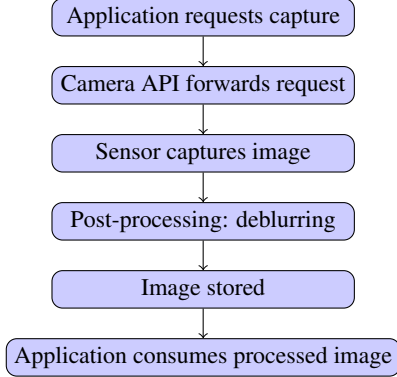 Application requests capture
Camera API forwards request
Sensor captures image
Post-processing: deblurring
Image stored
Application consumes processed image